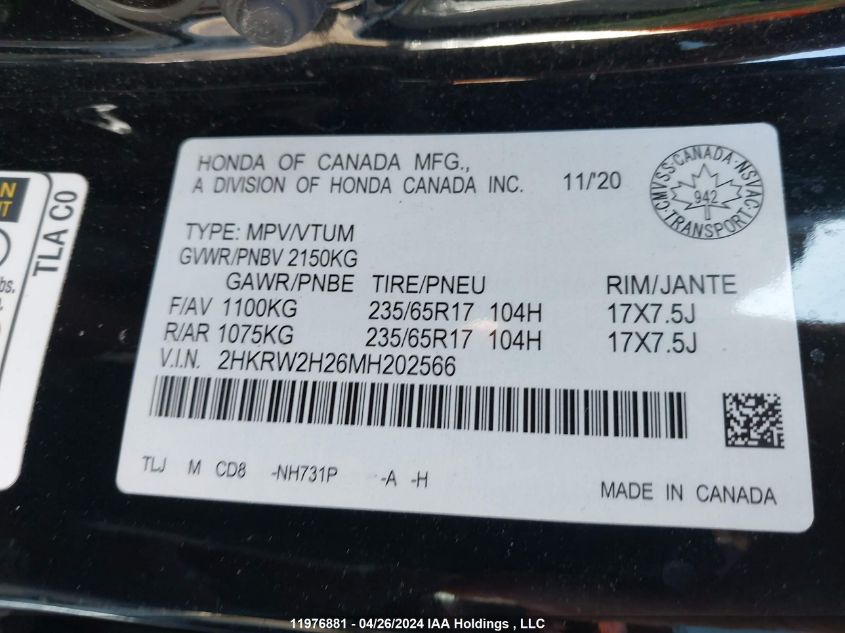 HONDA OF CANADA MFG.,
A DIVISION OF HONDA CANADA INC. 11/'20
CMVSS·CANADA·NSVAC
942
TRANSPORT
TYPE: MPV/VTUM
GVWR/PNBV 2150KG
GAWR/PNBE TIRE/PNEU RIM/JANTE
F/AV 1100KG 235/65R17 104H 17X7.5J
R/AR 1075KG 235/65R17 104H 17X7.5J
V.I.N. 2HKRW2H26MH202566
TLJ M CD8 -NH731P -A -H
MADE IN CANADA
TLA C0
11976881 - 04/26/2024 IAA Holdings , LLC